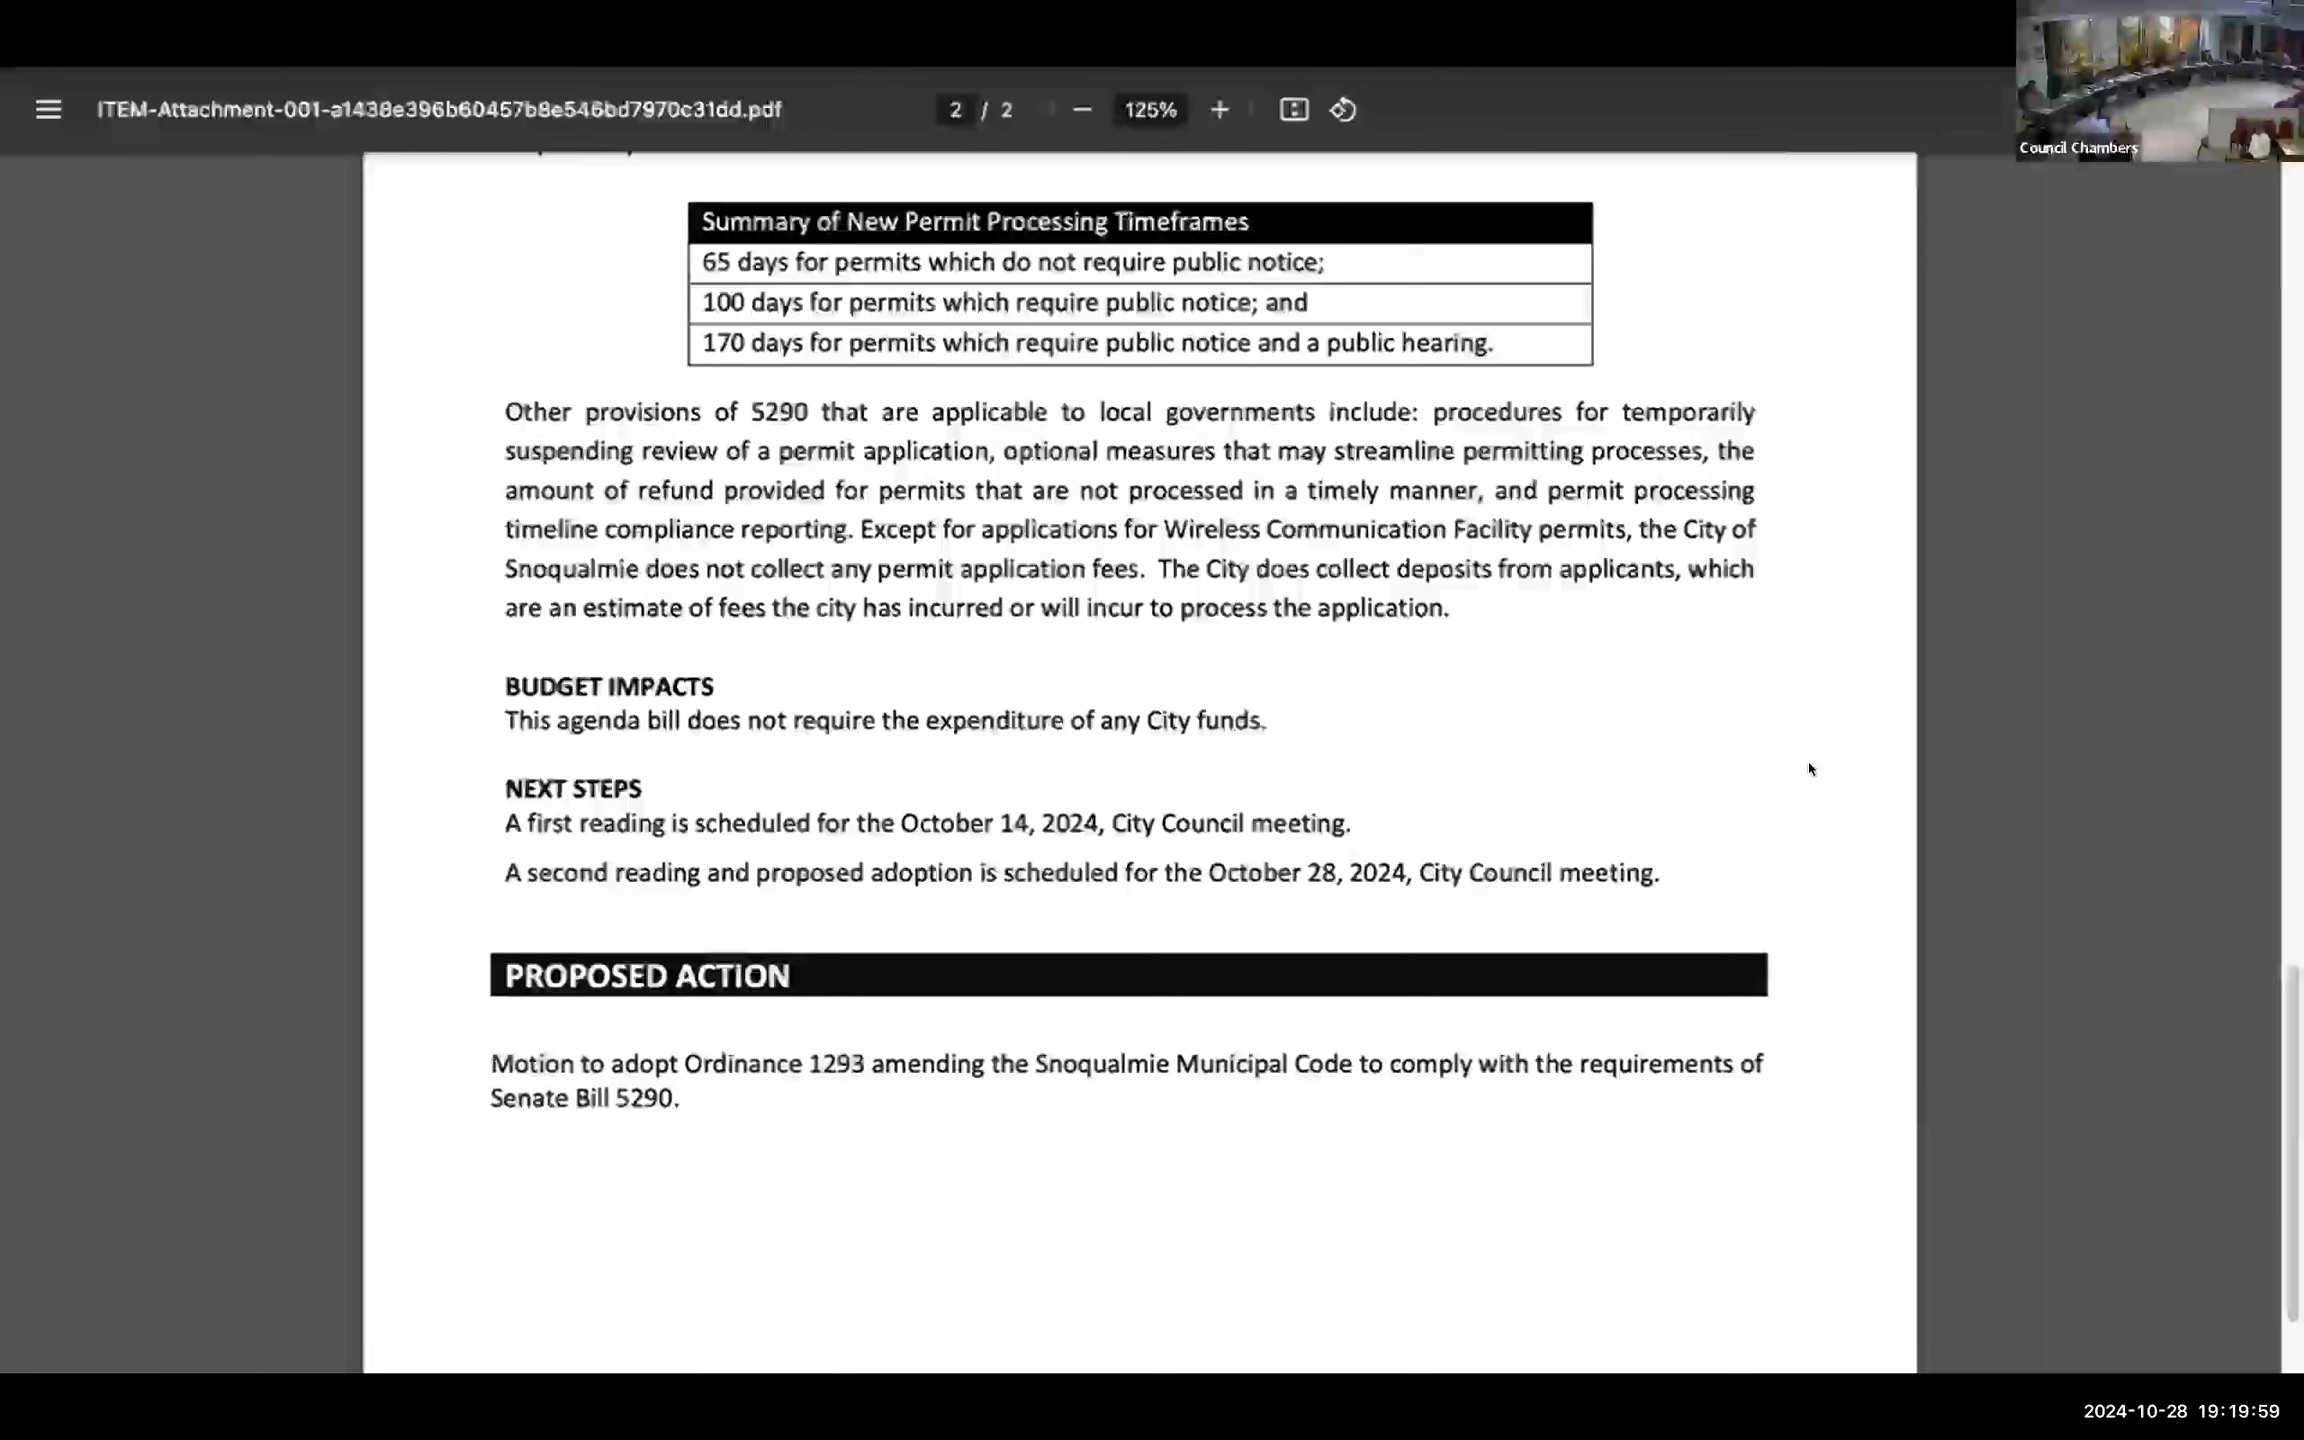 ITEM-Attachment-001-a1438e396b60457b8e546bd7970c31dd.pdf
2 / 2
125%
Council Chambers
Summary of New Permit Processing Timeframes
65 days for permits which do not require public notice;
100 days for permits which require public notice; and
170 days for permits which require public notice and a public hearing.
Other provisions of 5290 that are applicable to local governments include: procedures for temporarily
suspending review of a permit application, optional measures that may streamline permitting processes, the
amount of refund provided for permits that are not processed in a timely manner, and permit processing
timeline compliance reporting. Except for applications for Wireless Communication Facility permits, the City of
Snoqualmie does not collect any permit application fees. The City does collect deposits from applicants, which
are an estimate of fees the city has incurred or will incur to process the application.
BUDGET IMPACTS
This agenda bill does not require the expenditure of any City funds.
NEXT STEPS
A first reading is scheduled for the October 14, 2024, City Council meeting.
A second reading and proposed adoption is scheduled for the October 28, 2024, City Council meeting.
PROPOSED ACTION
Motion to adopt Ordinance 1293 amending the Snoqualmie Municipal Code to comply with the requirements of
Senate Bill 5290.
2024-10-28 19:19:59